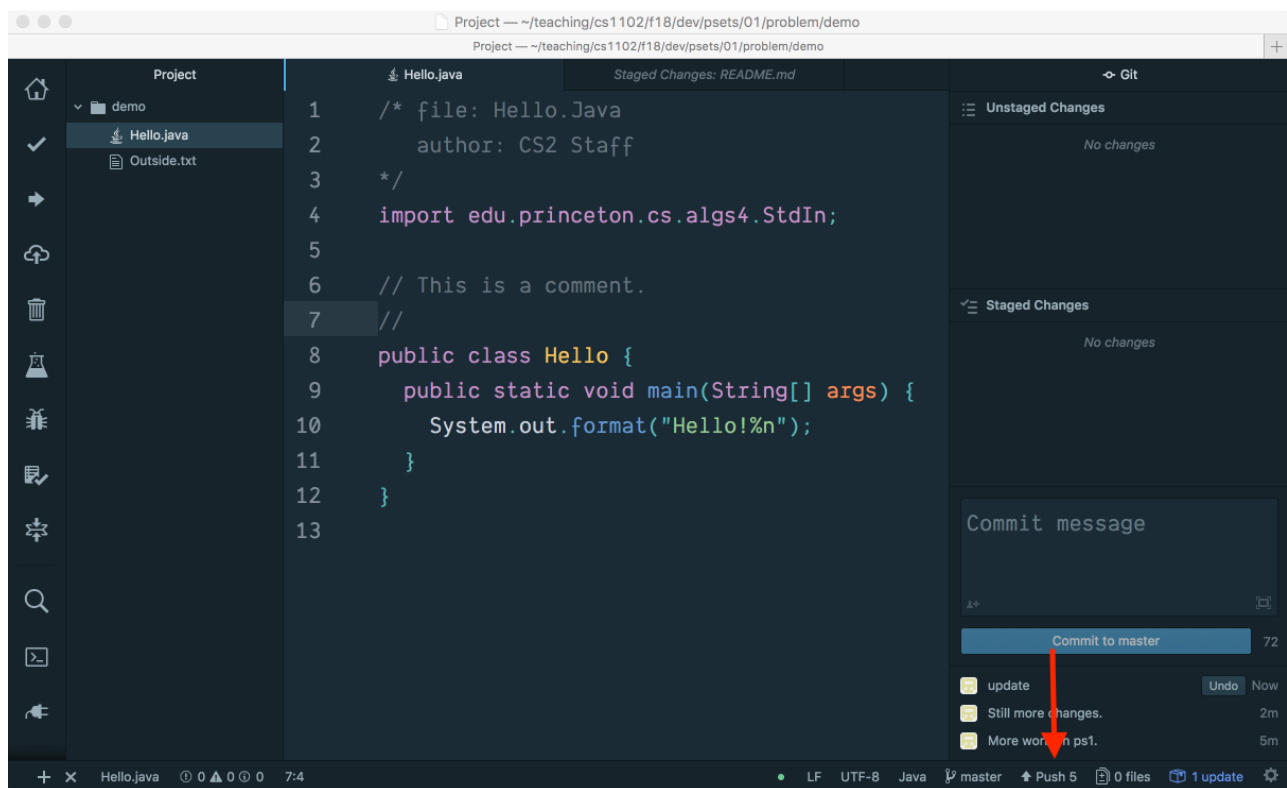 Project — ~/teaching/cs1102/f18/dev/psets/01/problem/demo
Project — ~/teaching/cs1102/f18/dev/psets/01/problem/demo
Project
demo
Hello.java
Outside.txt
Hello.java
Staged Changes: README.md
1 /* file: Hello.Java
2 author: CS2 Staff
3 */
4 import edu.princeton.cs.algs4.StdIn;
5
6 // This is a comment.
7 //
8 public class Hello {
9 public static void main(String[] args) {
10 System.out.format("Hello!%n");
11 }
12 }
13
Git
Unstaged Changes
No changes
Staged Changes
No changes
Commit message
Commit to master 72
update Undo Now
Still more changes. 2m
More work on ps1. 5m
Hello.java 0 0 0 7:4 LF UTF-8 Java master Push 5 0 files 1 update